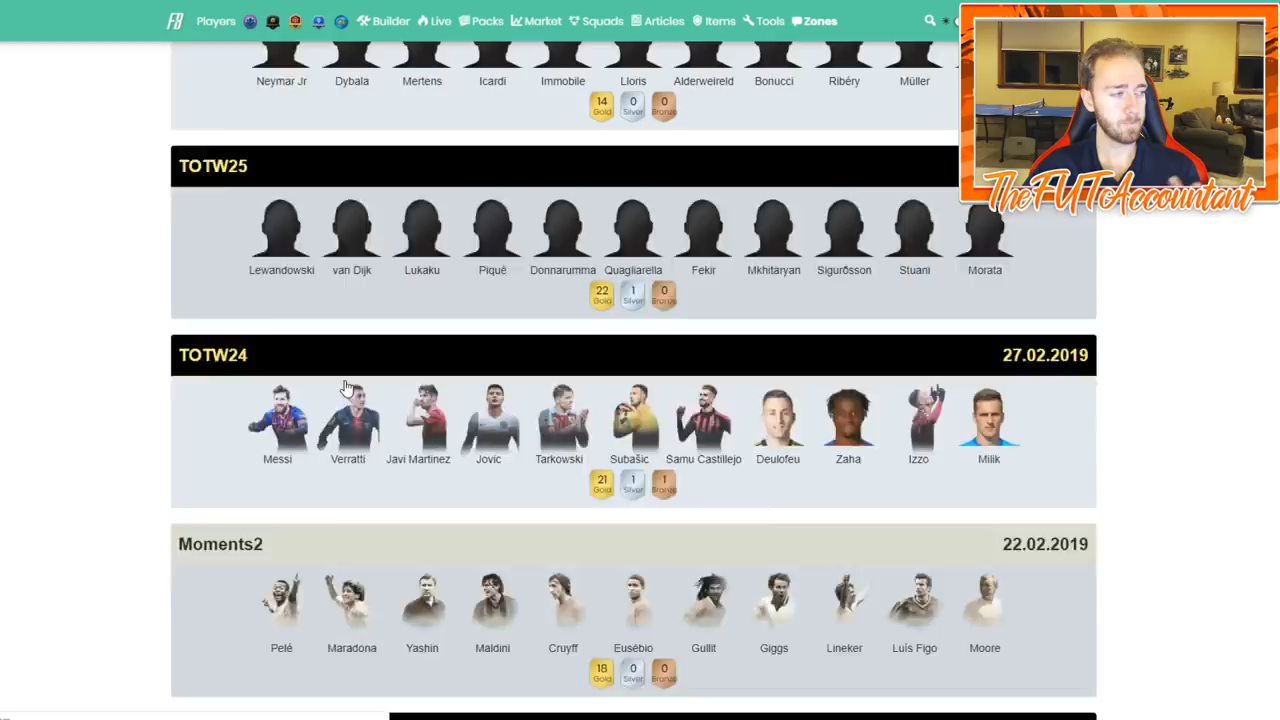 FB Players Builder Live Packs Market Squads Articles Items Tools Zones
Neymar Jr Dybala Mertens Icardi Immobile Lloris Alderweireld Bonucci Ribéry Müller
14 0 0
Gold Silver Bronze
TheFUTAccountant
TOTW25
Lewandowski van Dijk Lukaku Piqué Donnarumma Quagliarella Fekir Mkhitaryan Sigurðsson Stuani Morata
22 1 0
Gold Silver Bronze
TOTW24 27.02.2019
Messi Verratti Javi Martínez Jovic Tarkowski Subašic Samu Castillejo Deulofeu Zaha Izzo Milik
21 1 1
Gold Silver Bronze
Moments2 22.02.2019
Pelé Maradona Yashin Maldini Cruyff Eusébio Gullit Giggs Lineker Luís Figo Moore
18 0 0
Gold Silver Bronze